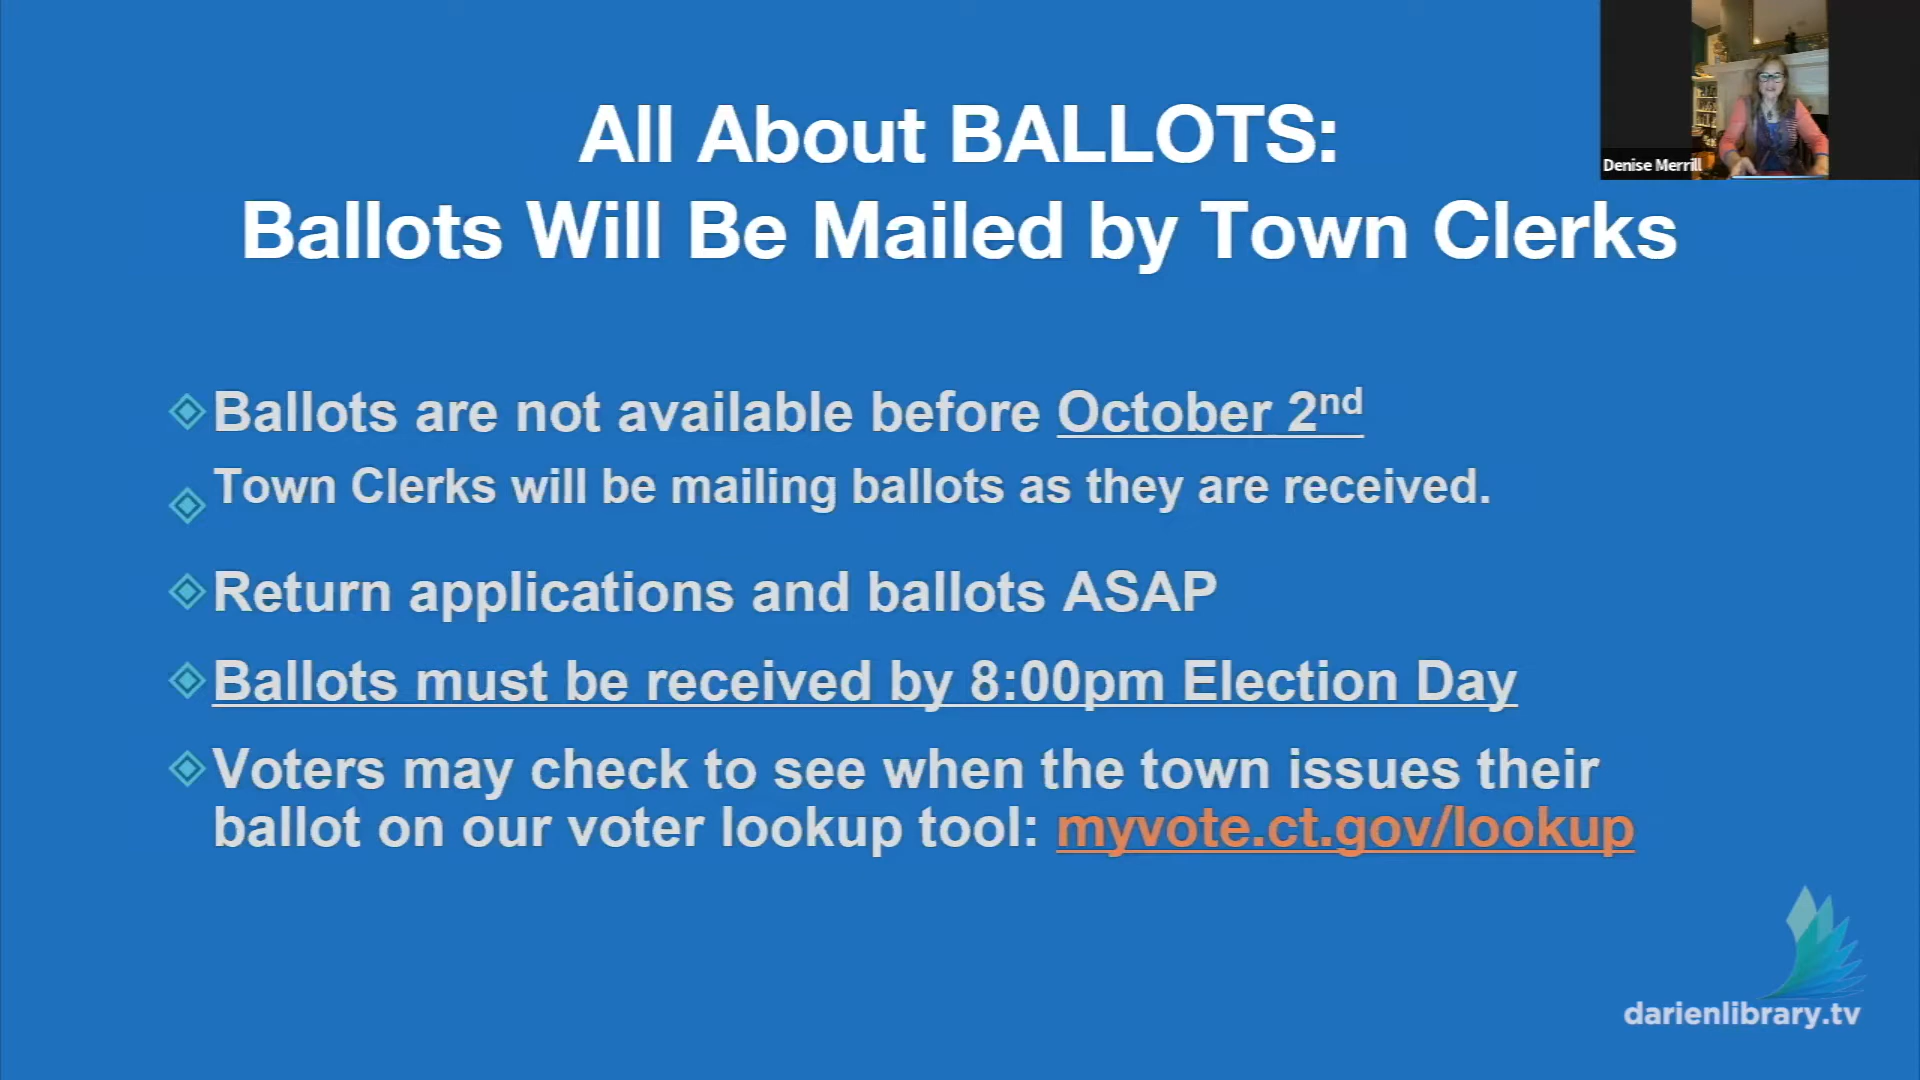 All About BALLOTS:
Ballots Will Be Mailed by Town Clerks
Denise Merrill
Ballots are not available before October 2nd
Town Clerks will be mailing ballots as they are received.
Return applications and ballots ASAP
Ballots must be received by 8:00pm Election Day
Voters may check to see when the town issues their
ballot on our voter lookup tool: myvote.ct.gov/lookup
darienlibrary.tv